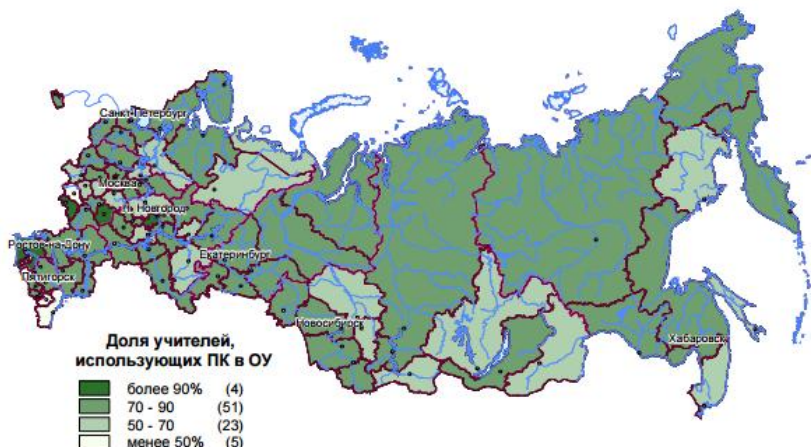 Санкт-Петербург
Москва
Н. Новгород
Ростов-на-Дону
Екатеринбург
Пятигорск
Новосибирск
Хабаровск
Доля учителей,
использующих ПК в ОУ
более 90% (4)
70 - 90 (51)
50 - 70 (23)
менее 50% (5)